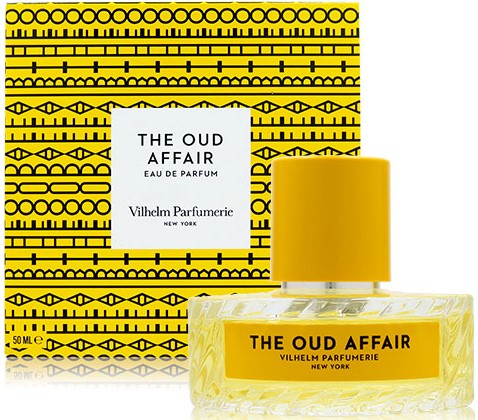 THE OUD
AFFAIR
EAU DE PARFUM
Vilhelm Parfumerie
NEW YORK
50 ML ℮
THE OUD AFFAIR
VILHELM PARFUMERIE
NEW YORK